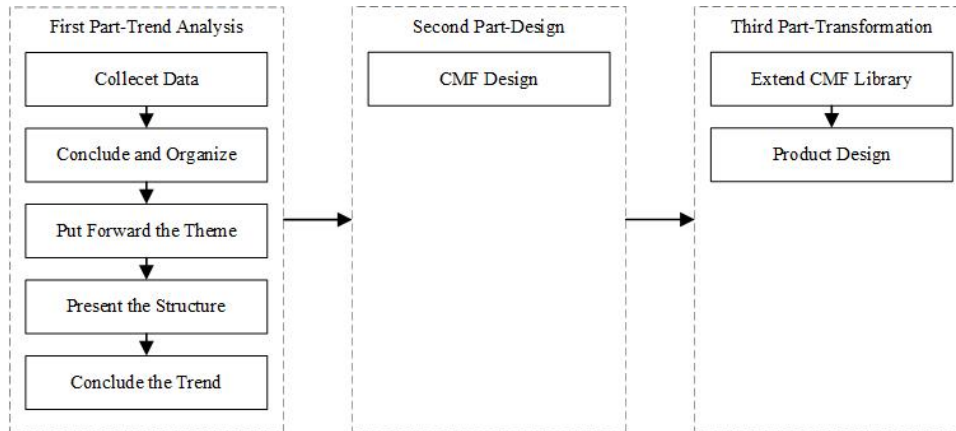 First Part-Trend Analysis
Collecet Data
Conclude and Organize
Put Forward the Theme
Present the Structure
Conclude the Trend
Second Part-Design
CMF Design
Third Part-Transformation
Extend CMF Library
Product Design